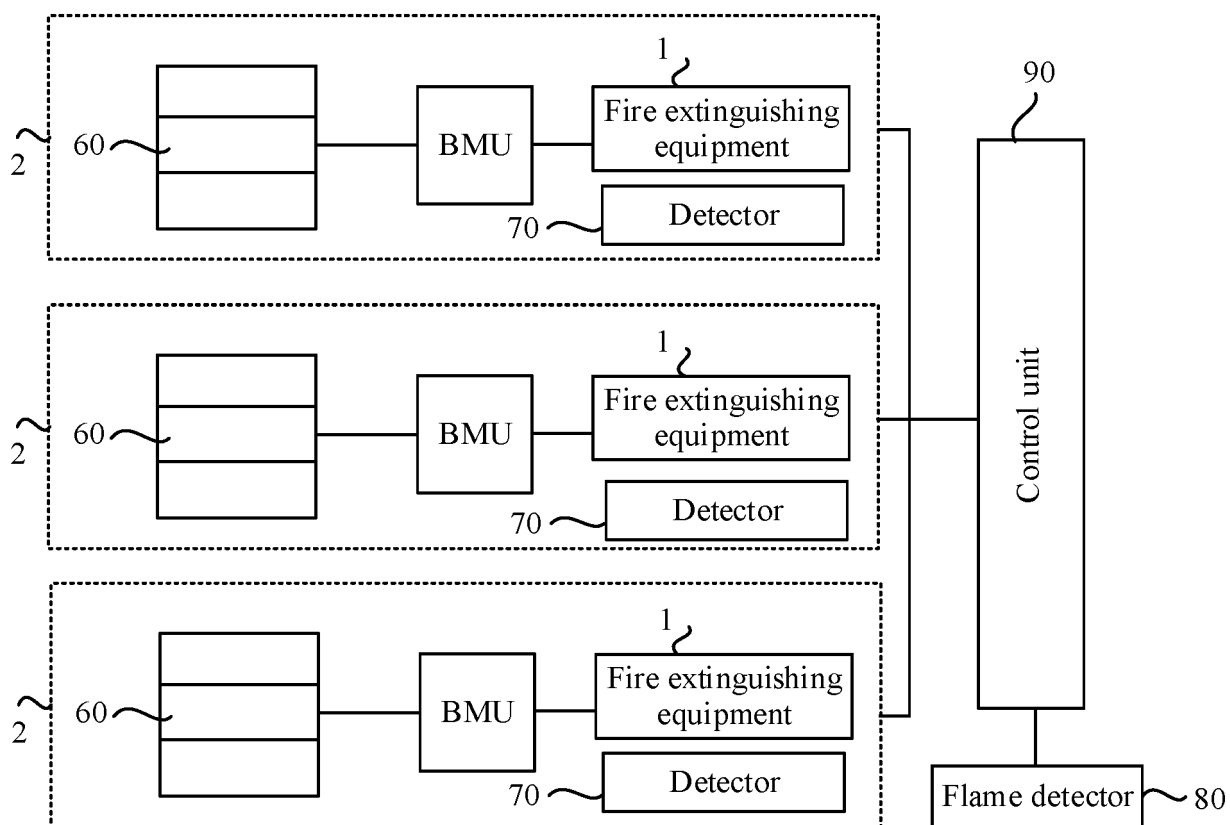 1
90
Fire extinguishing
equipment
60
BMU
2
70
Detector
1
Fire extinguishing
equipment
60
BMU
2
Control unit
70
Detector
1
Fire extinguishing
equipment
60
BMU
2
70
Detector
Flame detector
80